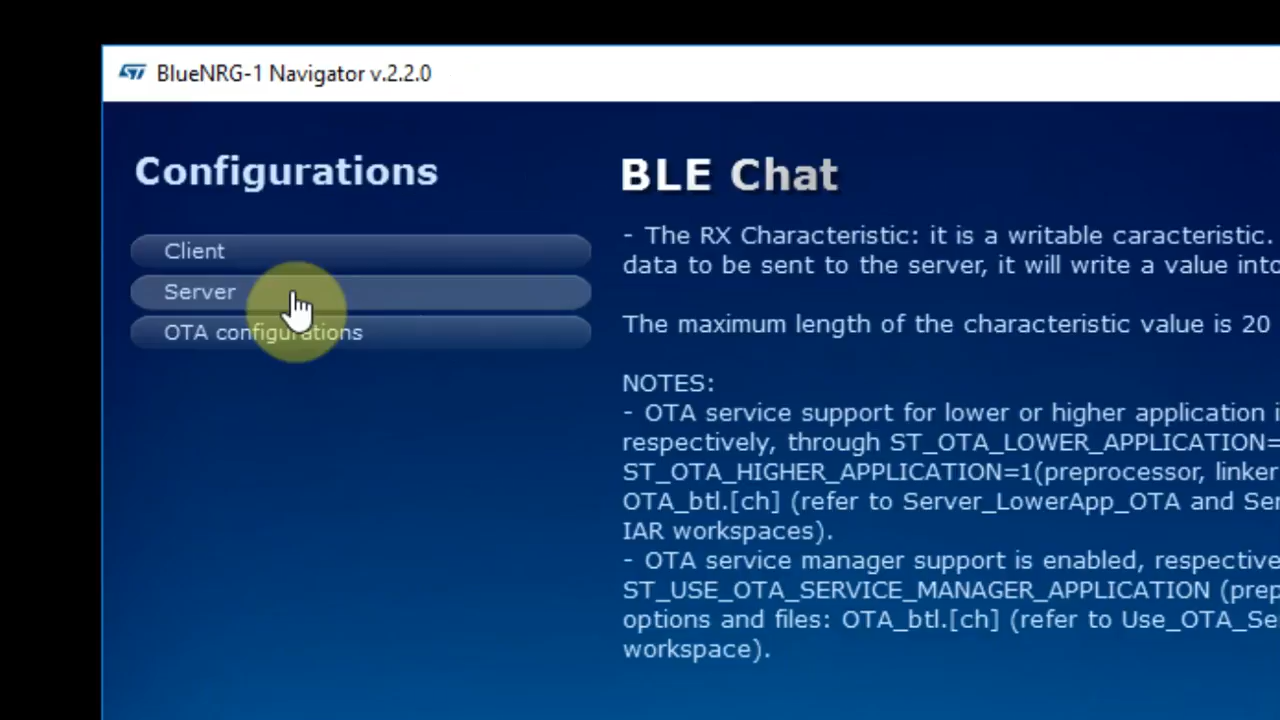 BlueNRG-1 Navigator v.2.2.0
Configurations
Client
Server
OTA configurations
BLE Chat
- The RX Characteristic: it is a writable caracteristic.
data to be sent to the server, it will write a value into
The maximum length of the characteristic value is 20
NOTES:
- OTA service support for lower or higher application i
respectively, through ST_OTA_LOWER_APPLICATION=
ST_OTA_HIGHER_APPLICATION=1(preprocessor, linker
OTA_btl.[ch] (refer to Server_LowerApp_OTA and Ser
IAR workspaces).
- OTA service manager support is enabled, respective
ST_USE_OTA_SERVICE_MANAGER_APPLICATION (prep
options and files: OTA_btl.[ch] (refer to Use_OTA_Se
workspace).